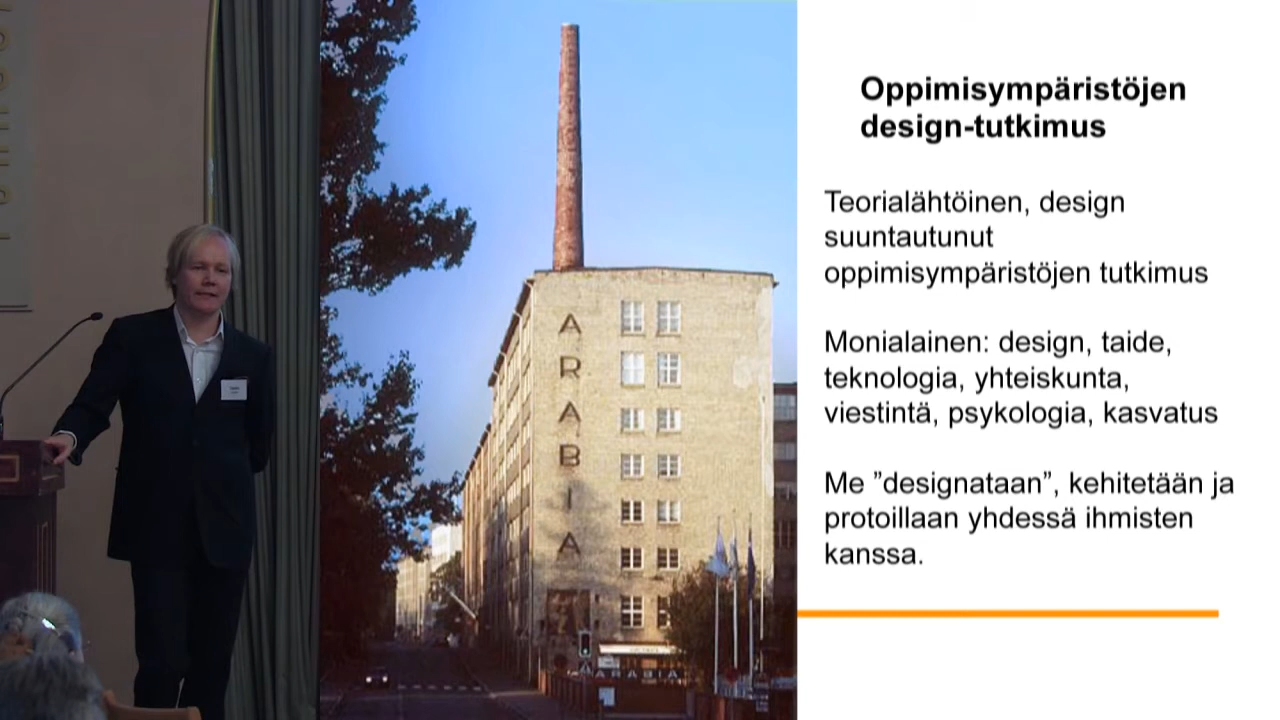 Oppimisympäristöjen
design-tutkimus
Teorialähtöinen, design
suuntautunut
oppimisympäristöjen tutkimus
Monialainen: design, taide,
teknologia, yhteiskunta,
viestintä, psykologia, kasvatus
Me ”designataan”, kehitetään ja
protoillaan yhdessä ihmisten
kanssa.
ARABIA
ARABIA